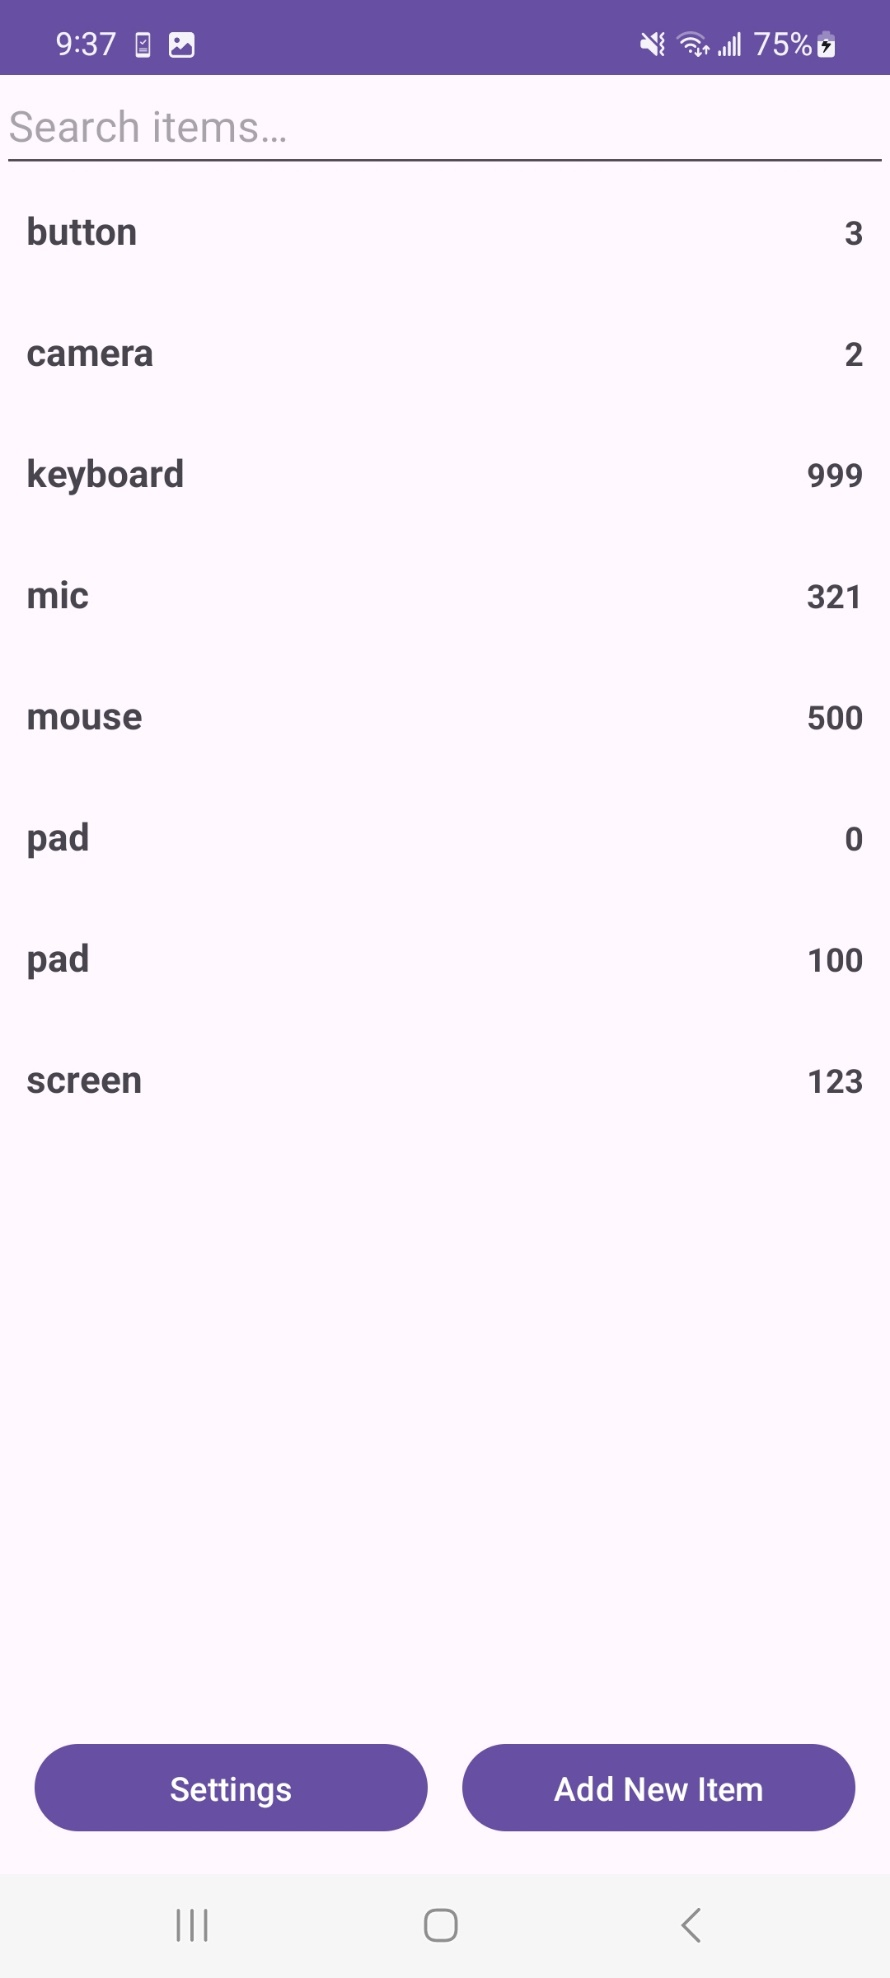 9:37 75%
Search items...
button 3
camera 2
keyboard 999
mic 321
mouse 500
pad 0
pad 100
screen 123
Settings Add New Item